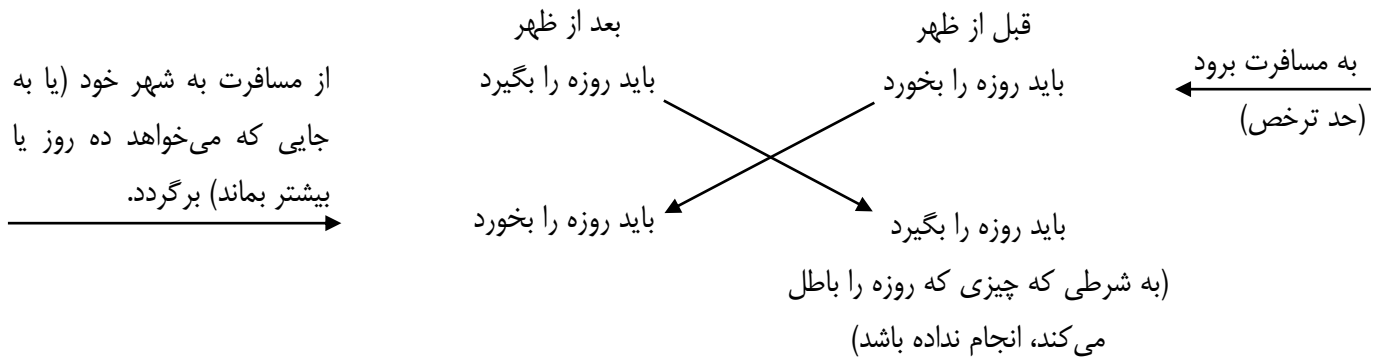 قبل از ظهر
بعد از ظهر
به مسافرت برود
(حد ترخص)
باید روزه را بخورد
باید روزه را بگیرد
از مسافرت به شهر خود (یا به
جایی که می‌خواهد ده روز یا
بیشتر بماند) برگردد.
باید روزه را بگیرد
(به شرطی که چیزی که روزه را باطل
می‌کند، انجام نداده باشد)
باید روزه را بخورد